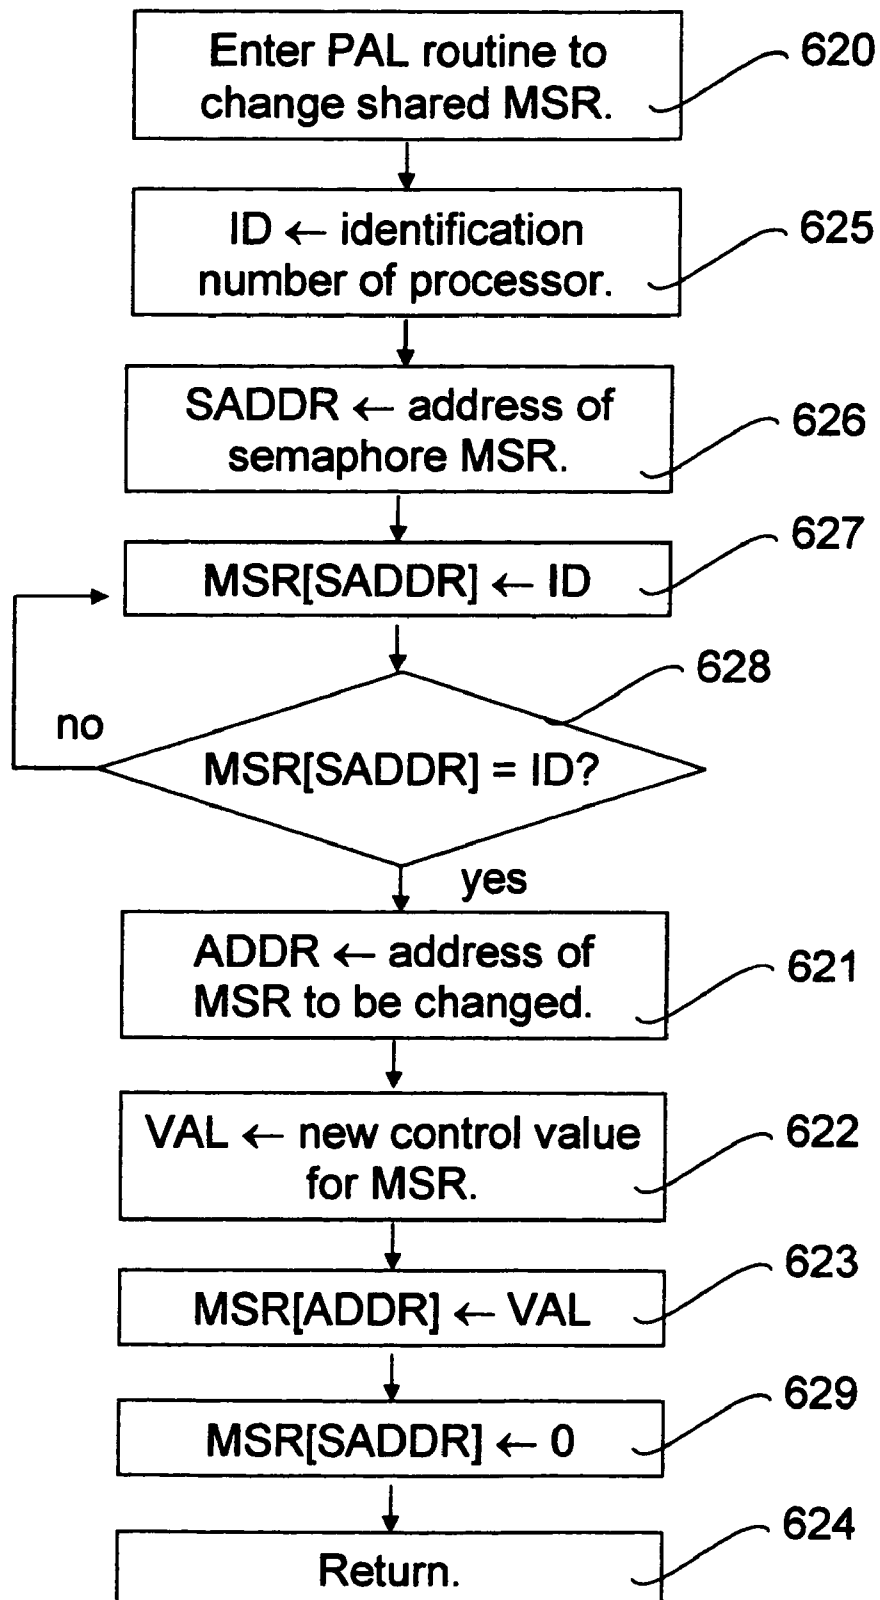 Enter PAL routine to
change shared MSR.
620
ID ← identification
number of processor.
625
SADDR ← address of
semaphore MSR.
626
MSR[SADDR] ← ID
627
MSR[SADDR] = ID?
628
no
yes
ADDR ← address of
MSR to be changed.
621
VAL ← new control value
for MSR.
622
MSR[ADDR] ← VAL
623
MSR[SADDR] ← 0
629
Return.
624